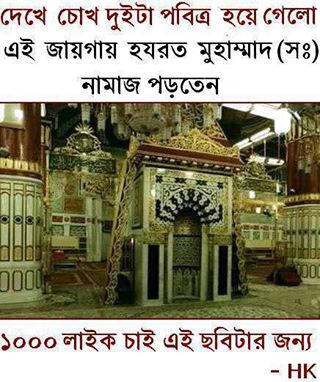 দেখে চোখ দুইটা পবিত্র হয়ে গেলো
এই জায়গায় হযরত মুহাম্মাদ (সঃ)
নামাজ পড়তেন
১০০০ লাইক চাই এই ছবিটার জন্য
- HK